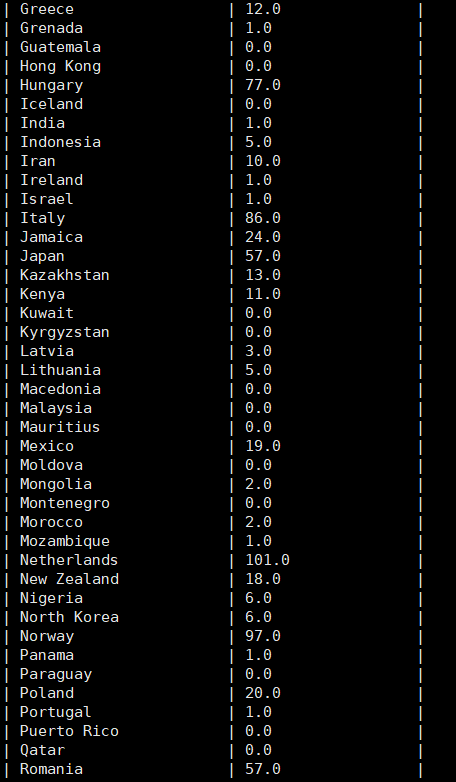 | Greece | 12.0 |
| Grenada | 1.0 |
| Guatemala | 0.0 |
| Hong Kong | 0.0 |
| Hungary | 77.0 |
| Iceland | 0.0 |
| India | 1.0 |
| Indonesia | 5.0 |
| Iran | 10.0 |
| Ireland | 1.0 |
| Israel | 1.0 |
| Italy | 86.0 |
| Jamaica | 24.0 |
| Japan | 57.0 |
| Kazakhstan | 13.0 |
| Kenya | 11.0 |
| Kuwait | 0.0 |
| Kyrgyzstan | 0.0 |
| Latvia | 3.0 |
| Lithuania | 5.0 |
| Macedonia | 0.0 |
| Malaysia | 0.0 |
| Mauritius | 0.0 |
| Mexico | 19.0 |
| Moldova | 0.0 |
| Mongolia | 2.0 |
| Montenegro | 0.0 |
| Morocco | 2.0 |
| Mozambique | 1.0 |
| Netherlands | 101.0 |
| New Zealand | 18.0 |
| Nigeria | 6.0 |
| North Korea | 6.0 |
| Norway | 97.0 |
| Panama | 1.0 |
| Paraguay | 0.0 |
| Poland | 20.0 |
| Portugal | 1.0 |
| Puerto Rico | 0.0 |
| Qatar | 0.0 |
| Romania | 57.0 |